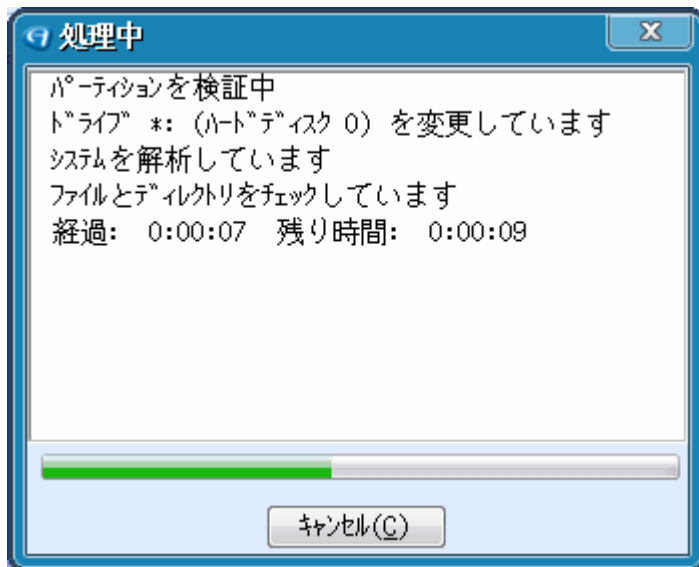 処理中
ﾊﾟｰﾃｨｼｮﾝを検証中
ﾄﾞﾗｲﾌﾞ *: (ﾊｰﾄﾞﾃﾞｨｽｸ 0) を変更しています
ｼｽﾃﾑを解析しています
ﾌｧｲﾙとﾃﾞｨﾚｸﾄﾘをﾁｪｯｸしています
経過: 0:00:07 残り時間: 0:00:09
ｷｬﾝｾﾙ(C)